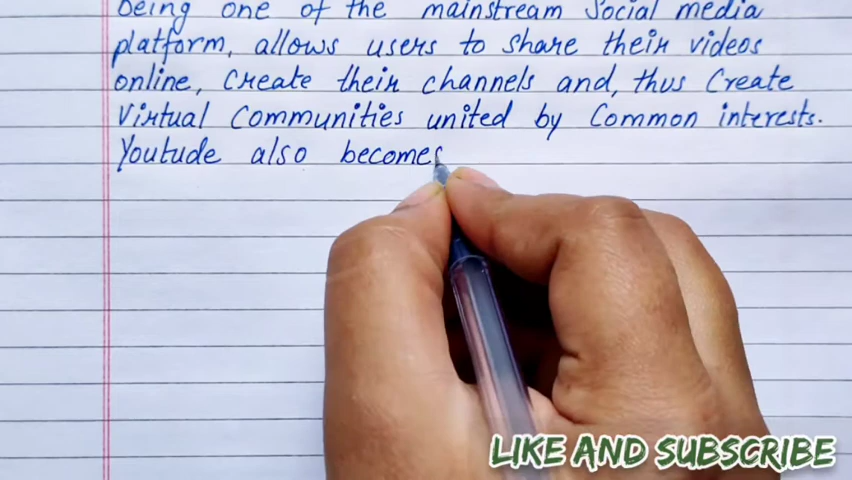 being one of the mainstream Social media
platform, allows users to share their videos
online, create their channels and, thus Create
Virtual Communities united by Common interests.
Youtude also becomes
LIKE AND SUBSCRIBE